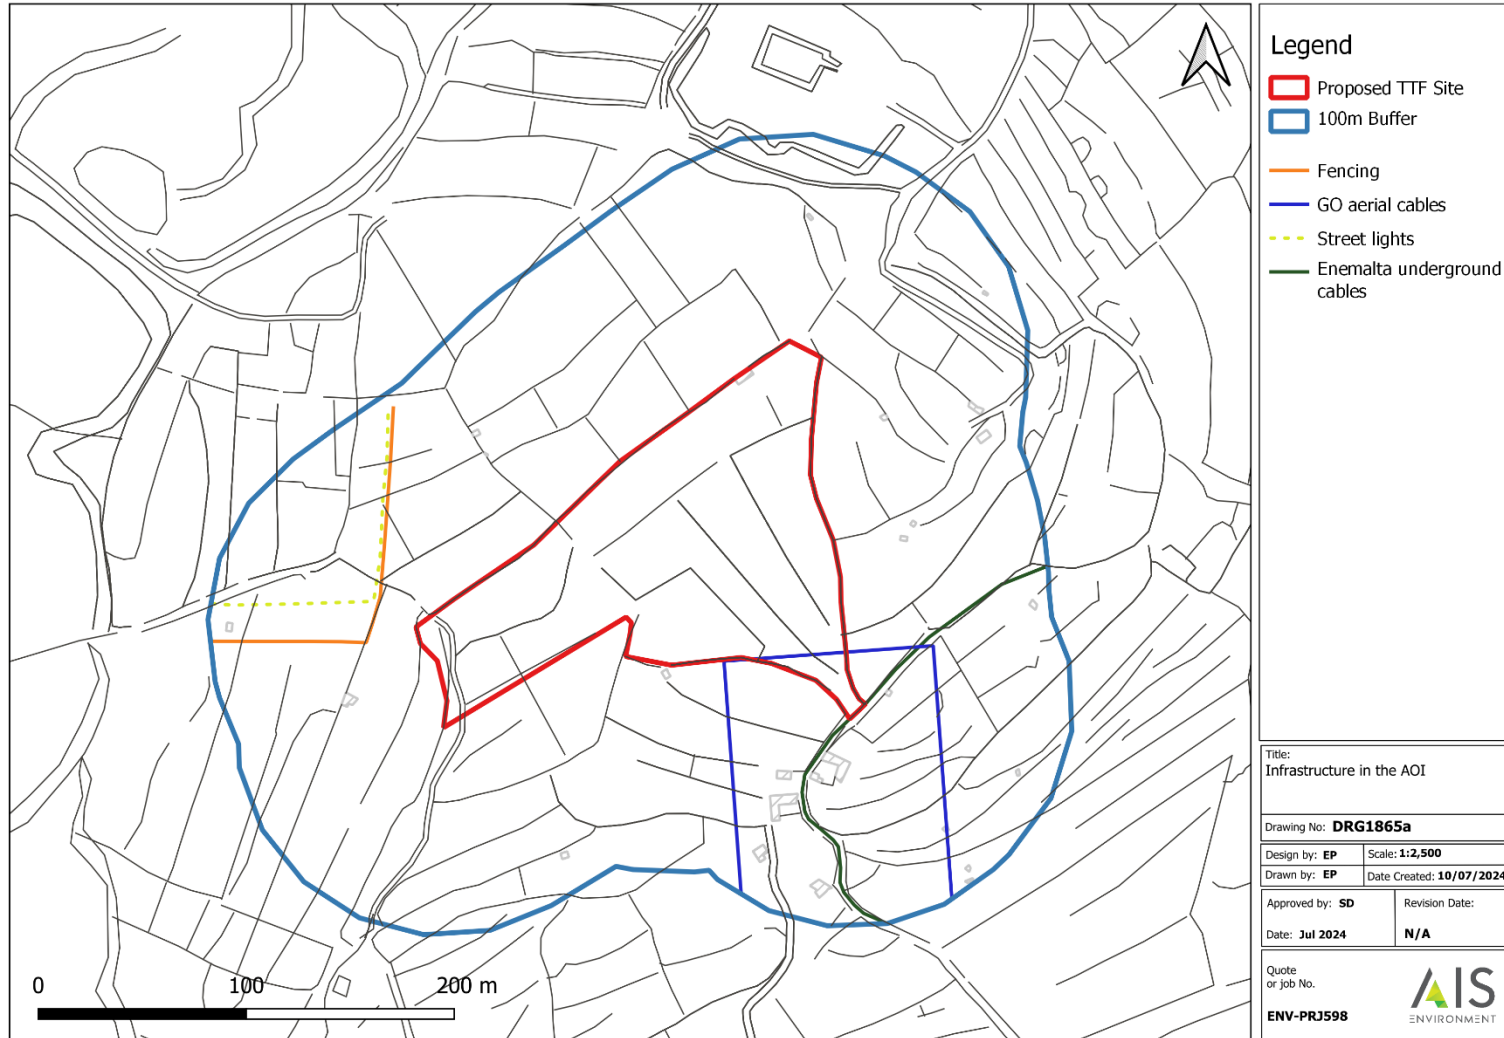 Legend
Proposed TTF Site
100m Buffer
Fencing
GO aerial cables
Street lights
Enemalta underground
cables
Title:
Infrastructure in the AOI
Drawing No: DRG1865a
Design by: EP
Scale: 1:2,500
Drawn by: EP
Date Created: 10/07/2024
Approved by: SD
Revision Date:
Date: Jul 2024
N/A
Quote
or job No.
ENV-PRJ598
AIS
ENVIRONMENT
0
100
200 m